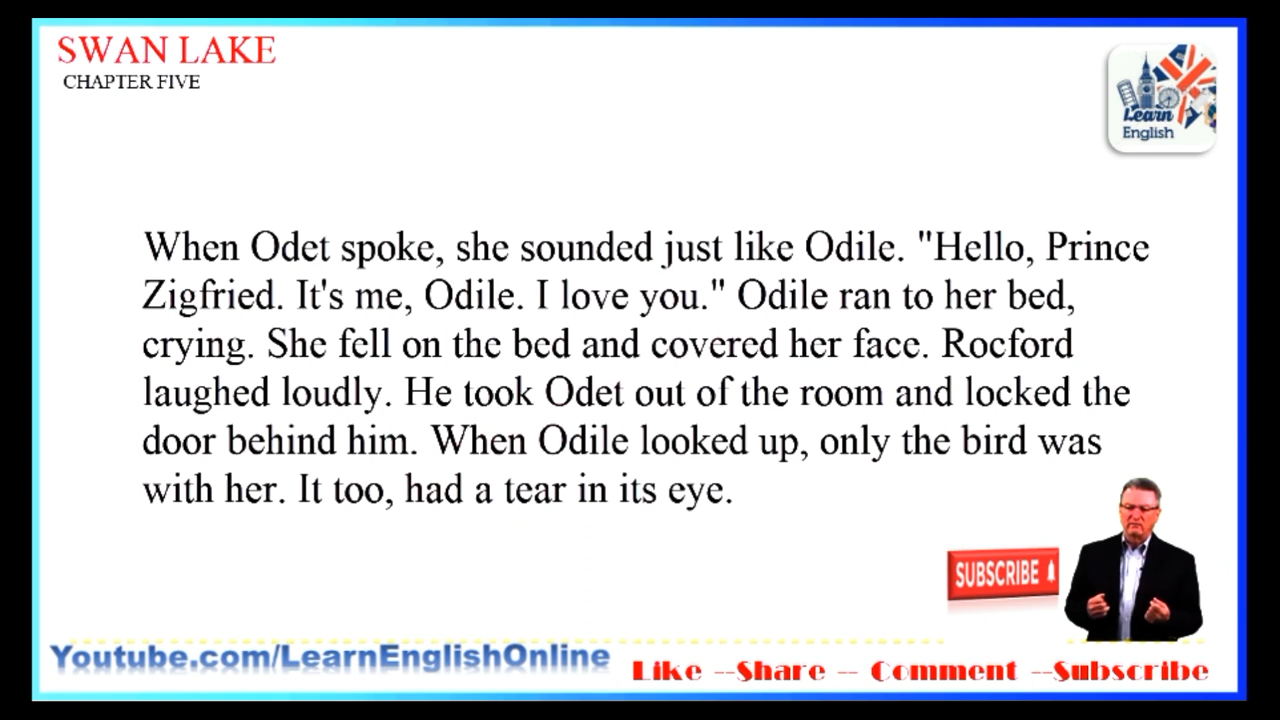 SWAN LAKE
CHAPTER FIVE
Learn
English
When Odet spoke, she sounded just like Odile. "Hello, Prince
Zigfried. It's me, Odile. I love you." Odile ran to her bed,
crying. She fell on the bed and covered her face. Rocford
laughed loudly. He took Odet out of the room and locked the
door behind him. When Odile looked up, only the bird was
with her. It too, had a tear in its eye.
SUBSCRIBE
Youtube.com/LearnEnglishOnline
Like --Share -- Comment --Subscribe